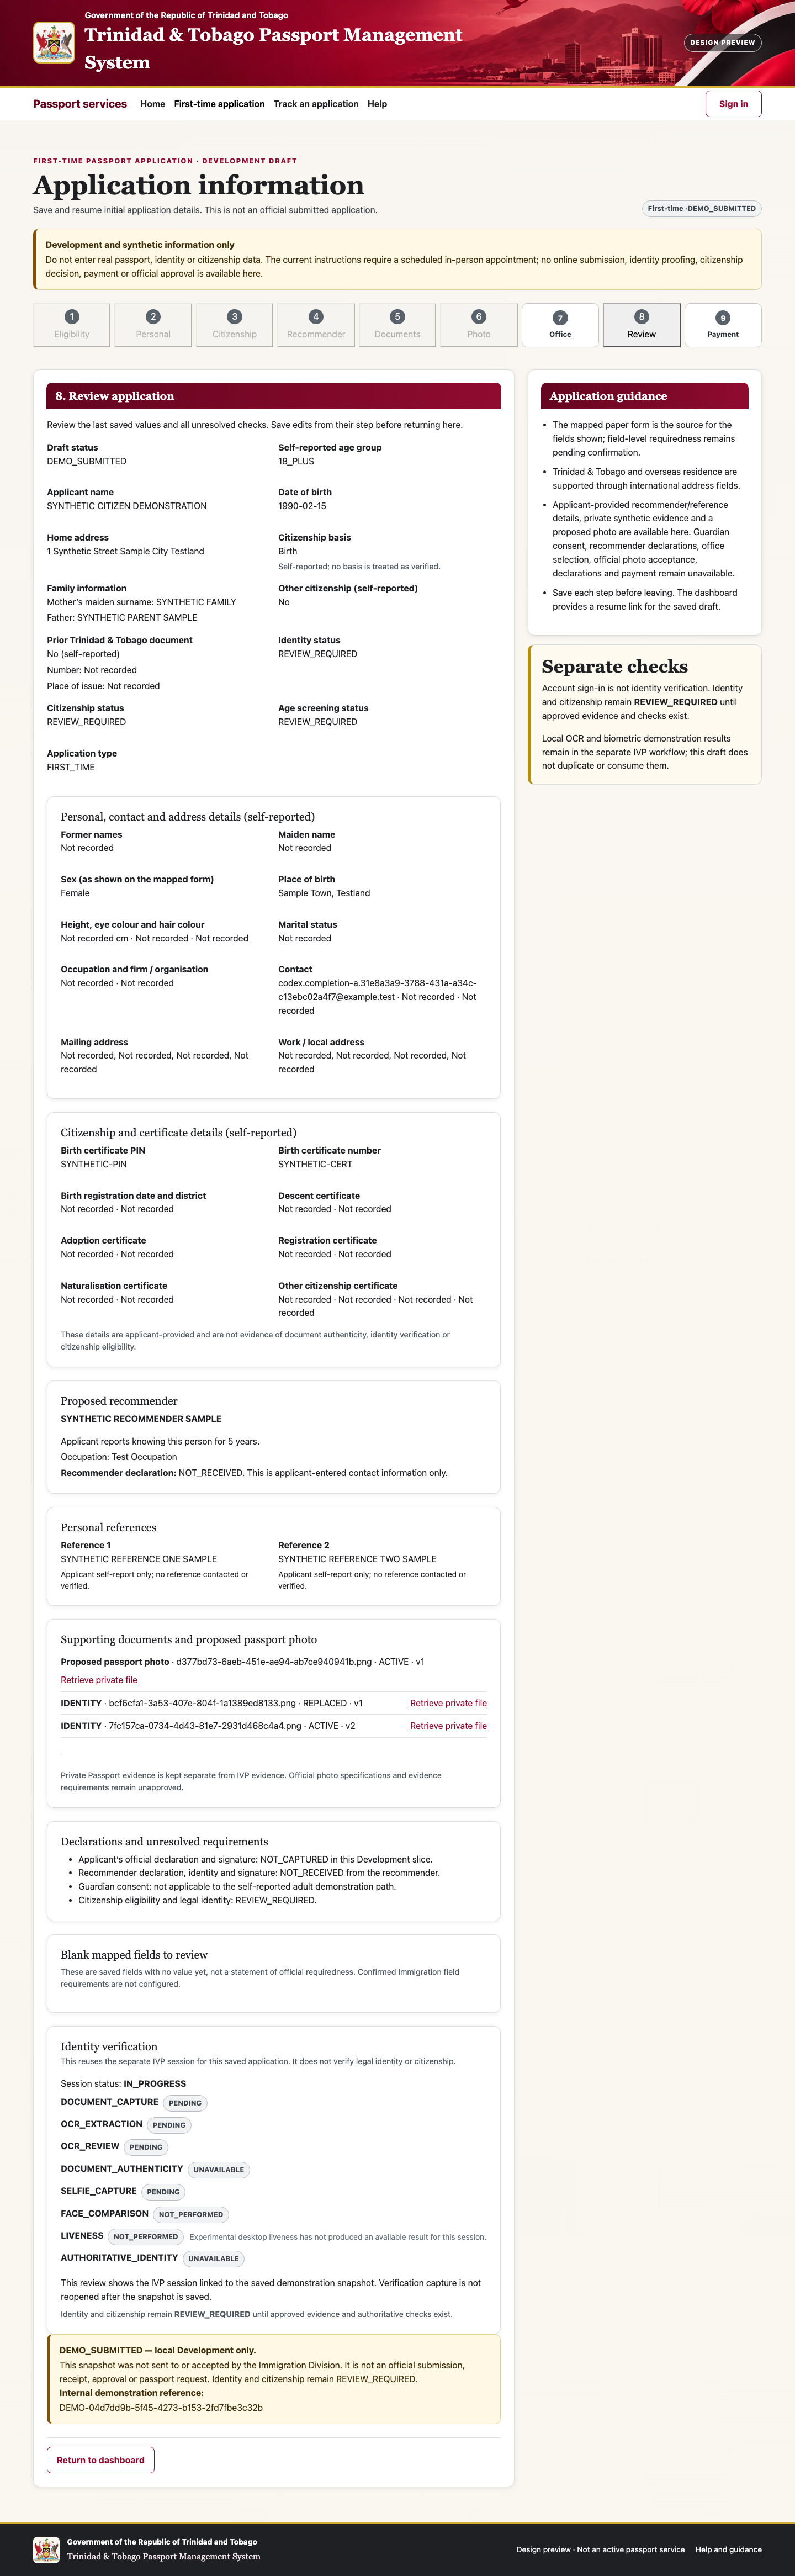 Government of the Republic of Trinidad and Tobago
Trinidad & Tobago Passport Management
System
DESIGN PREVIEW
Passport services
Home
First-time application
Track an application
Help
Sign in
FIRST-TIME PASSPORT APPLICATION · DEVELOPMENT DRAFT
Application information
Save and resume initial application details. This is not an official submitted application.
First-time ·DEMO_SUBMITTED
Development and synthetic information only
Do not enter real passport, identity or citizenship data. The current instructions require a scheduled in-person appointment; no online submission, identity proofing, citizenship
decision, payment or official approval is available here.
1
Eligibility
2
Personal
3
Citizenship
4
Recommender
5
Documents
6
Photo
7
Office
8
Review
9
Payment
8. Review application
Review the last saved values and all unresolved checks. Save edits from their step before returning here.
Draft status
DEMO_SUBMITTED
Self-reported age group
18_PLUS
Applicant name
SYNTHETIC CITIZEN DEMONSTRATION
Date of birth
1990-02-15
Home address
1 Synthetic Street Sample City Testland
Citizenship basis
Birth
Self-reported; no basis is treated as verified.
Family information
Mother's maiden surname: SYNTHETIC FAMILY
Father: SYNTHETIC PARENT SAMPLE
Other citizenship (self-reported)
No
Prior Trinidad & Tobago document
No (self-reported)
Number: Not recorded
Place of issue: Not recorded
Identity status
REVIEW_REQUIRED
Citizenship status
REVIEW_REQUIRED
Age screening status
REVIEW_REQUIRED
Application type
FIRST_TIME
Personal, contact and address details (self-reported)
Former names
Not recorded
Maiden name
Not recorded
Sex (as shown on the mapped form)
Female
Place of birth
Sample Town, Testland
Height, eye colour and hair colour
Not recorded cm · Not recorded · Not recorded
Marital status
Not recorded
Occupation and firm / organisation
Not recorded · Not recorded
Contact
codex.completion-a.31e8a3a9-3788-431a-a34c-
c13ebc02a4f7@example.test · Not recorded · Not
recorded
Mailing address
Not recorded, Not recorded, Not recorded, Not
recorded
Work / local address
Not recorded, Not recorded, Not recorded, Not
recorded
Citizenship and certificate details (self-reported)
Birth certificate PIN
SYNTHETIC-PIN
Birth certificate number
SYNTHETIC-CERT
Birth registration date and district
Not recorded · Not recorded
Descent certificate
Not recorded · Not recorded
Adoption certificate
Not recorded · Not recorded
Registration certificate
Not recorded · Not recorded
Naturalisation certificate
Not recorded · Not recorded
Other citizenship certificate
Not recorded · Not recorded · Not recorded · Not
recorded
These details are applicant-provided and are not evidence of document authenticity, identity verification or
citizenship eligibility.
Proposed recommender
SYNTHETIC RECOMMENDER SAMPLE
Applicant reports knowing this person for 5 years.
Occupation: Test Occupation
Recommender declaration: NOT_RECEIVED. This is applicant-entered contact information only.
Personal references
Reference 1
SYNTHETIC REFERENCE ONE SAMPLE
Applicant self-report only; no reference contacted or
verified.
Reference 2
SYNTHETIC REFERENCE TWO SAMPLE
Applicant self-report only; no reference contacted or
verified.
Supporting documents and proposed passport photo
Proposed passport photo · d377bd73-6aeb-451e-ae94-ab7ce940941b.png · ACTIVE · v1
Retrieve private file
IDENTITY · bcf6cfa1-3a53-407e-804f-1a1389ed8133.png · REPLACED · v1
Retrieve private file
IDENTITY · 7fc157ca-0734-4d43-81e7-2931d468c4a4.png · ACTIVE · v2
Retrieve private file
Private Passport evidence is kept separate from IVP evidence. Official photo specifications and evidence
requirements remain unapproved.
Declarations and unresolved requirements
• Applicant's official declaration and signature: NOT_CAPTURED in this Development slice.
• Recommender declaration, identity and signature: NOT_RECEIVED from the recommender.
• Guardian consent: not applicable to the self-reported adult demonstration path.
• Citizenship eligibility and legal identity: REVIEW_REQUIRED.
Blank mapped fields to review
These are saved fields with no value yet, not a statement of official requiredness. Confirmed Immigration field
requirements are not configured.
Identity verification
This reuses the separate IVP session for this saved application. It does not verify legal identity or citizenship.
Session status: IN_PROGRESS
DOCUMENT_CAPTURE PENDING
OCR_EXTRACTION PENDING
OCR_REVIEW PENDING
DOCUMENT_AUTHENTICITY UNAVAILABLE
SELFIE_CAPTURE PENDING
FACE_COMPARISON NOT_PERFORMED
LIVENESS NOT_PERFORMED Experimental desktop liveness has not produced an available result for this session.
AUTHORITATIVE_IDENTITY UNAVAILABLE
This review shows the IVP session linked to the saved demonstration snapshot. Verification capture is not
reopened after the snapshot is saved.
Identity and citizenship remain REVIEW_REQUIRED until approved evidence and authoritative checks exist.
DEMO_SUBMITTED — local Development only.
This snapshot was not sent to or accepted by the Immigration Division. It is not an official submission,
receipt, approval or passport request. Identity and citizenship remain REVIEW_REQUIRED.
Internal demonstration reference:
DEMO-04d7dd9b-5f45-4273-b153-2fd7fbe3c32b
Return to dashboard
Application guidance
• The mapped paper form is the source for the
fields shown; field-level requiredness remains
pending confirmation.
• Trinidad & Tobago and overseas residence are
supported through international address fields.
• Applicant-provided recommender/reference
details, private synthetic evidence and a
proposed photo are available here. Guardian
consent, recommender declarations, office
selection, official photo acceptance,
declarations and payment remain unavailable.
• Save each step before leaving. The dashboard
provides a resume link for the saved draft.
Separate checks
Account sign-in is not identity verification. Identity
and citizenship remain REVIEW_REQUIRED until
approved evidence and checks exist.
Local OCR and biometric demonstration results
remain in the separate IVP workflow; this draft does
not duplicate or consume them.
Government of the Republic of Trinidad and Tobago
Trinidad & Tobago Passport Management System
Design preview · Not an active passport service
Help and guidance